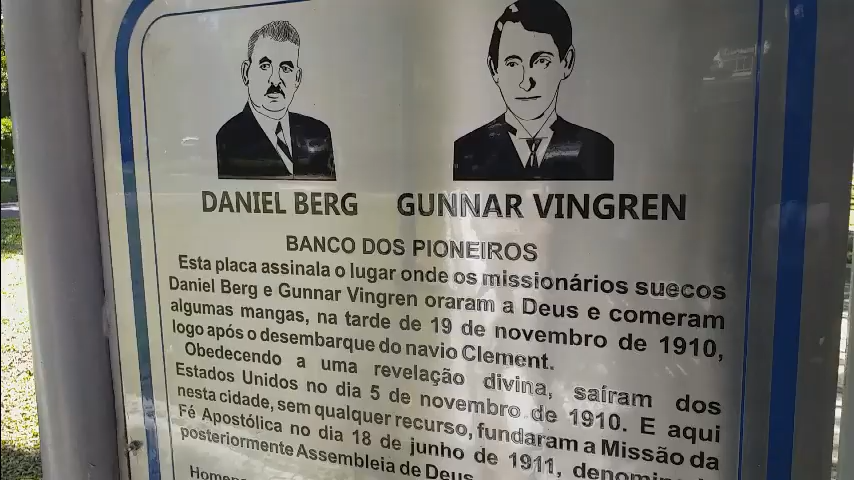 DANIEL BERG GUNNAR VINGREN
BANCO DOS PIONEIROS
Esta placa assinala o lugar onde os missionários suecos
Daniel Berg e Gunnar Vingren oraram a Deus e comeram
algumas mangas, na tarde de 19 de novembro de 1910,
logo após o desembarque do navio Clement.
Obedecendo a uma revelação divina, saíram dos
Estados Unidos no dia 5 de novembro de 1910. E aqui
nesta cidade, sem qualquer recurso, fundaram a Missão da
Fé Apostólica no dia 18 de junho de 1911,
posteriormente Assembleia de Deus